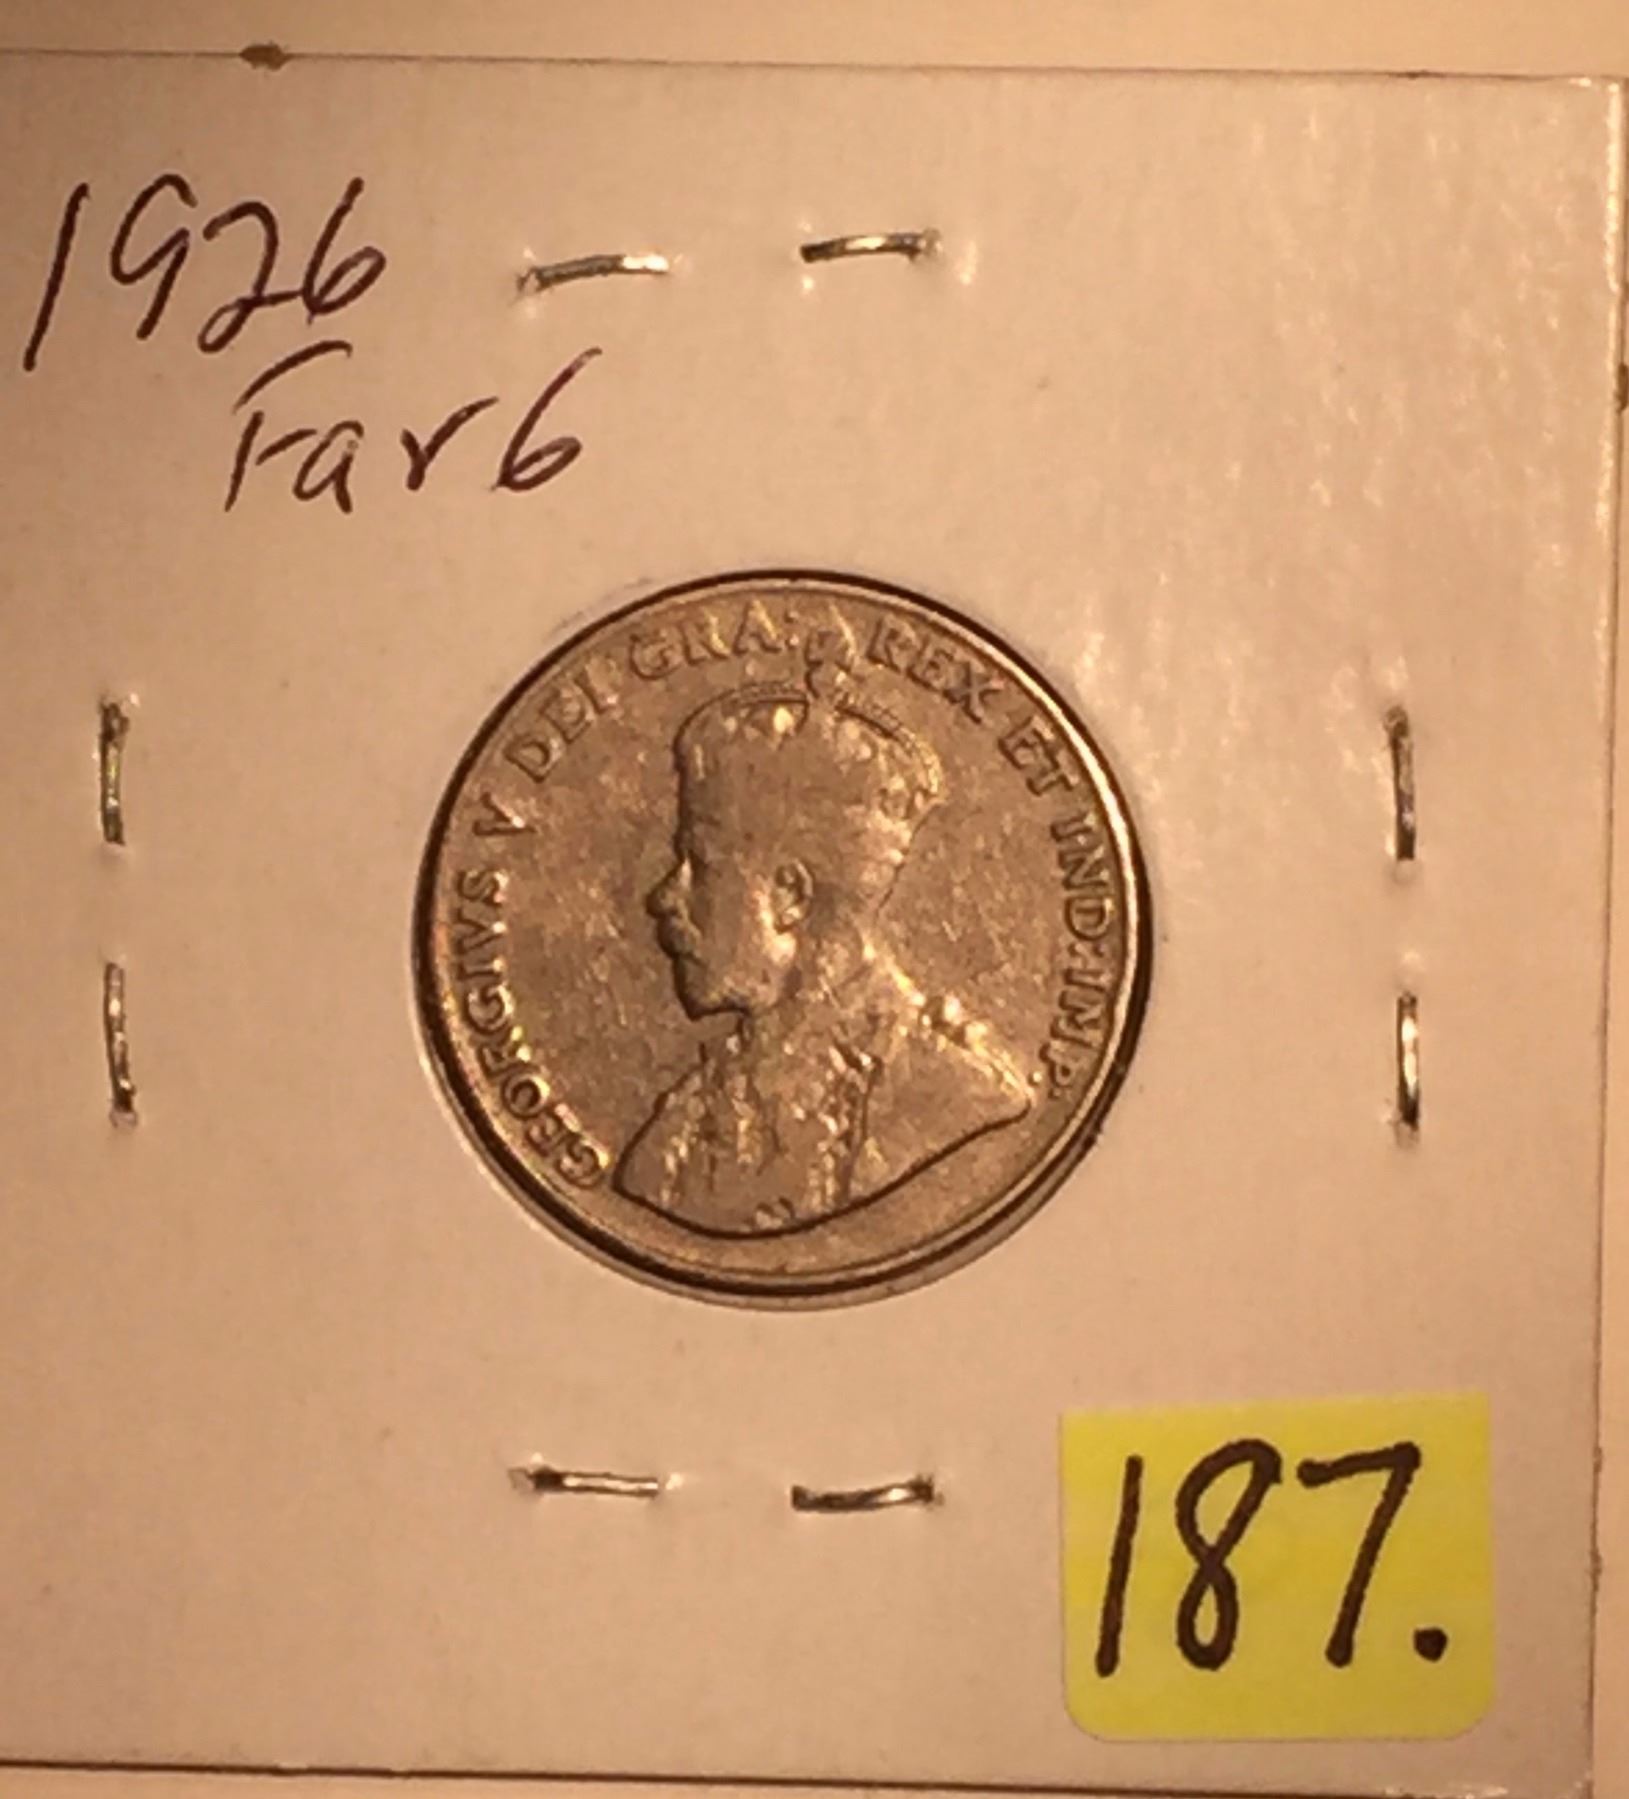 1926
Far 6
GEORGIVS V DEI GRA: REX ET IND: IMP:
187.